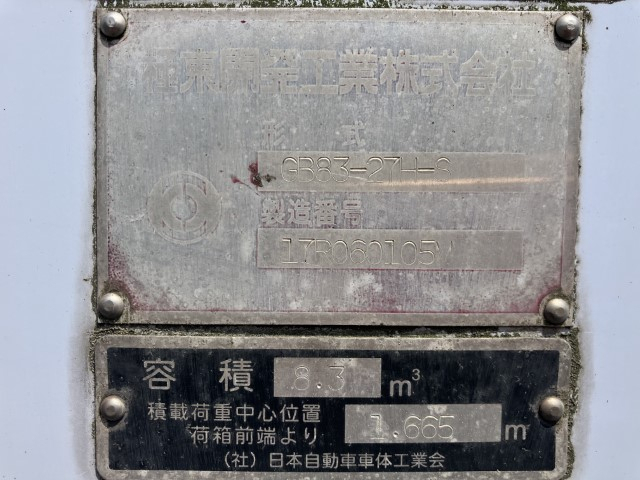 極東開発工業株式会社
形式
GB83-27H-S
製造番号
17P060105V
容積 8.3 m³
積載荷重中心位置
荷箱前端より 1.665 m
(社)日本自動車車体工業会